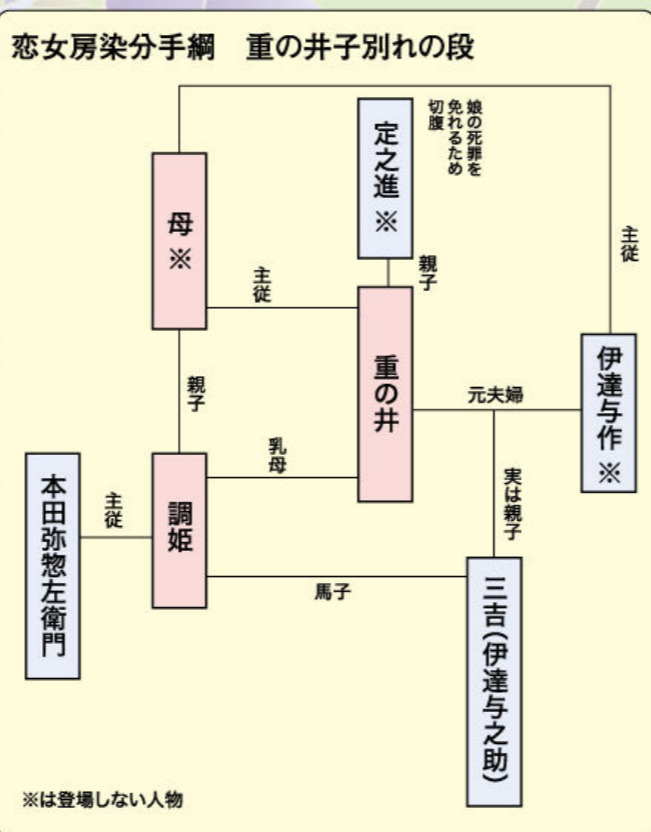 恋女房染分手綱　重の井子別れの段
娘の死罪を
免れるため
切腹
定之進 ※
母※
主従
親子
主従
重の井
伊達与作 ※
親子
元夫婦
乳母
実は親子
本田弥惣左衛門
主従
調姫
馬子
三吉(伊達与之助)
※は登場しない人物